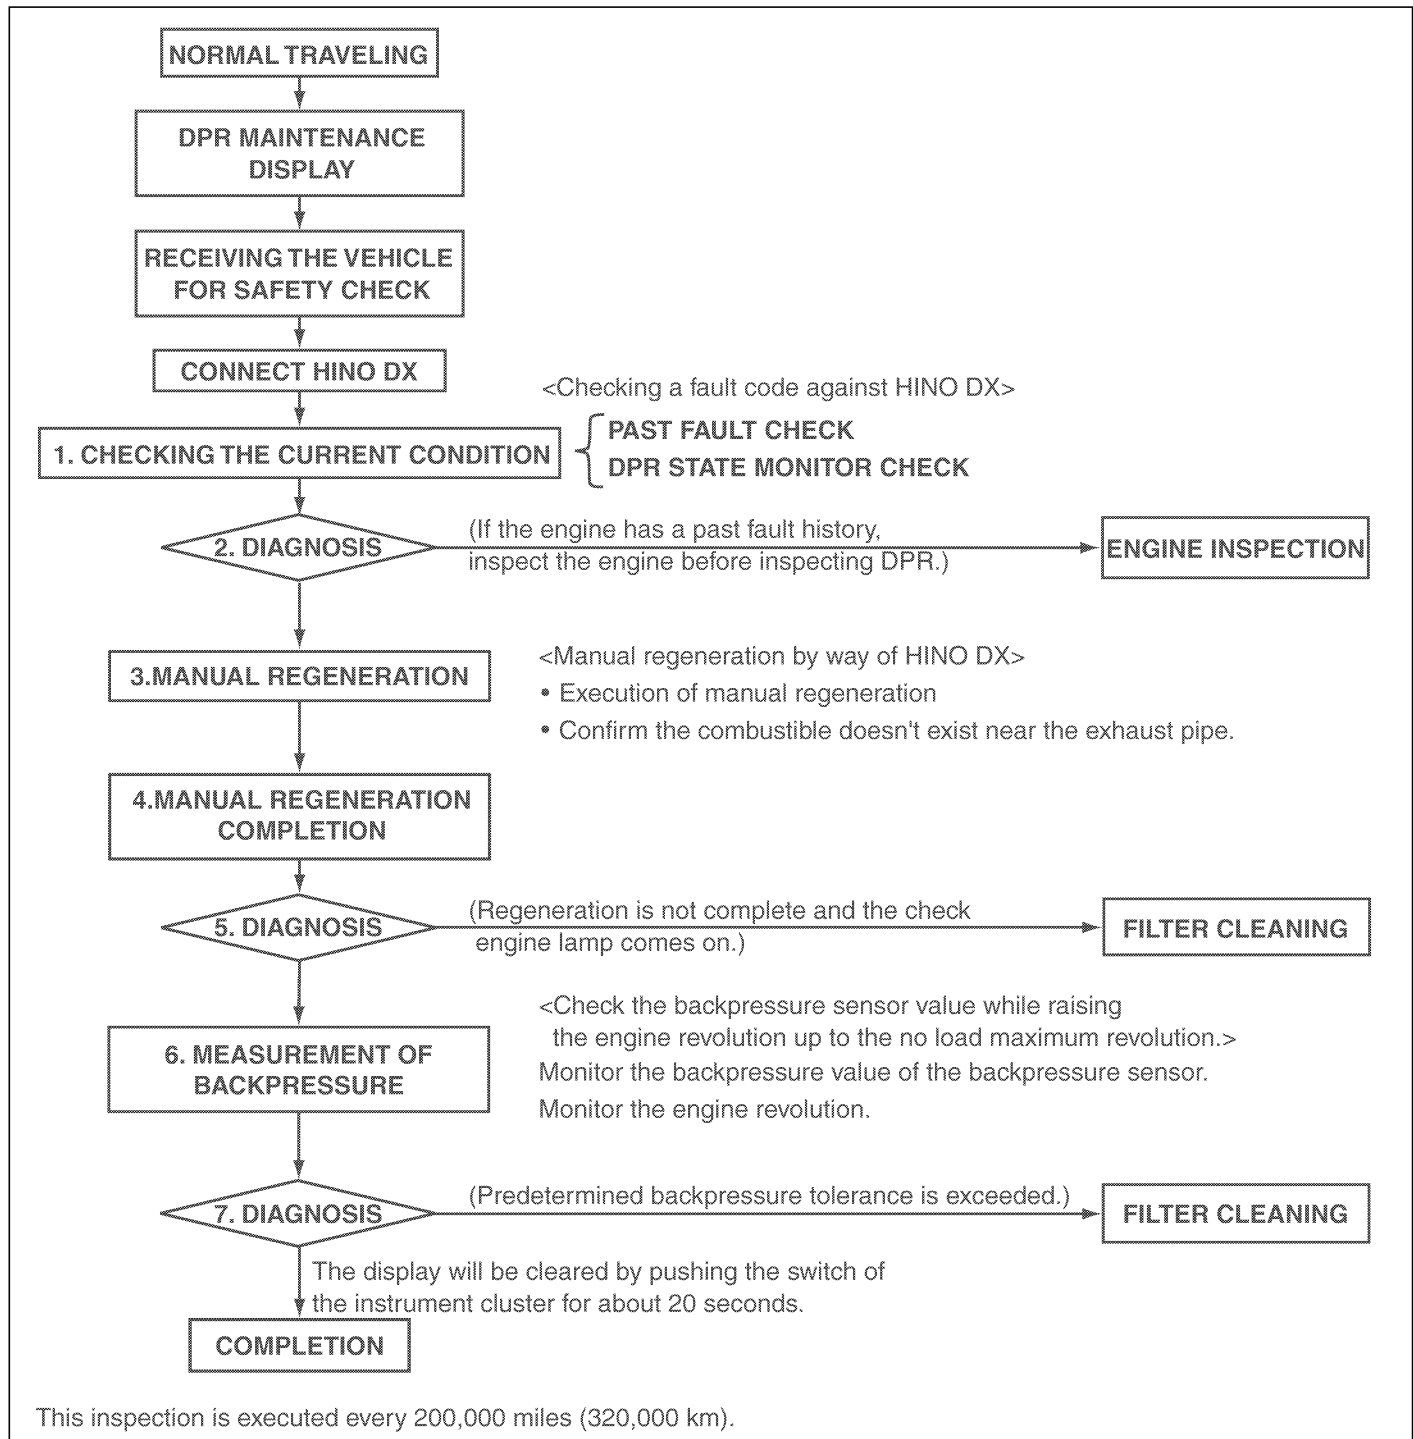 NORMAL TRAVELING
DPR MAINTENANCE
DISPLAY
RECEIVING THE VEHICLE
FOR SAFETY CHECK
CONNECT HINO DX
<Checking a fault code against HINO DX>
1. CHECKING THE CURRENT CONDITION
PAST FAULT CHECK
DPR STATE MONITOR CHECK
2. DIAGNOSIS
(If the engine has a past fault history,
inspect the engine before inspecting DPR.)
ENGINE INSPECTION
3.MANUAL REGENERATION
<Manual regeneration by way of HINO DX>
• Execution of manual regeneration
• Confirm the combustible doesn't exist near the exhaust pipe.
4.MANUAL REGENERATION
COMPLETION
5. DIAGNOSIS
(Regeneration is not complete and the check
engine lamp comes on.)
FILTER CLEANING
6. MEASUREMENT OF
BACKPRESSURE
<Check the backpressure sensor value while raising
the engine revolution up to the no load maximum revolution.>
Monitor the backpressure value of the backpressure sensor.
Monitor the engine revolution.
7. DIAGNOSIS
(Predetermined backpressure tolerance is exceeded.)
FILTER CLEANING
The display will be cleared by pushing the switch of
the instrument cluster for about 20 seconds.
COMPLETION
This inspection is executed every 200,000 miles (320,000 km).